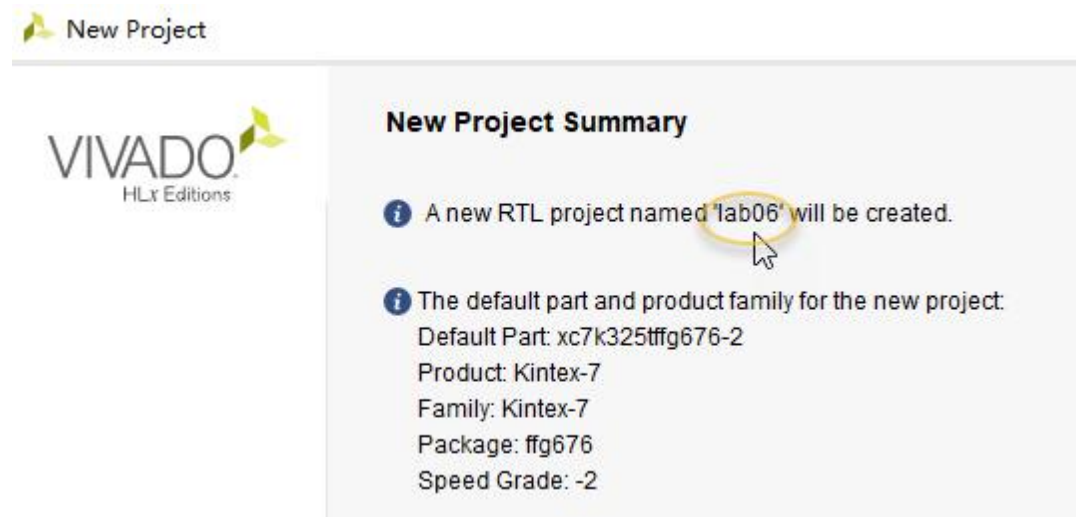 New Project
VIVADO.
HLx Editions
New Project Summary
A new RTL project named 'lab06' will be created.
The default part and product family for the new project:
Default Part: xc7k325tffg676-2
Product: Kintex-7
Family: Kintex-7
Package: ffg676
Speed Grade: -2